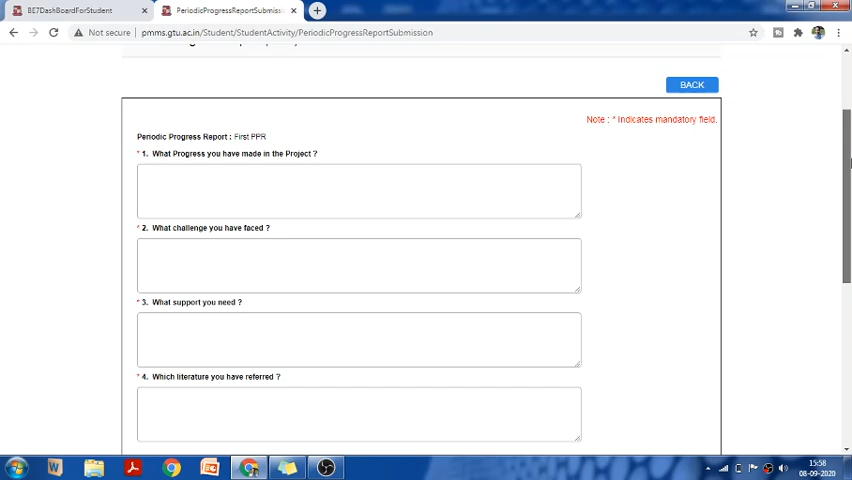 BE7DashBoardForStudent
PeriodicProgressReportSubmiss
Not secure
pmms.gtu.ac.in/Student/StudentActivity/PeriodicProgressReportSubmission
BACK
Note : * Indicates mandatory field.
Periodic Progress Report : First PPR
* 1. What Progress you have made in the Project ?
* 2. What challenge you have faced ?
* 3. What support you need ?
* 4. Which literature you have referred ?
15:58
08-09-2020